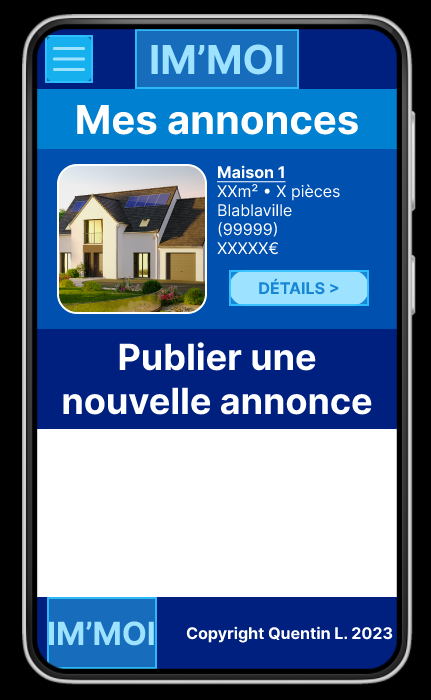 IM’MOI
Mes annonces
Maison 1
XXm² • X pièces
Blablaville
(99999)
XXXXX€
DÉTAILS >
Publier une
nouvelle annonce
IM’MOI
Copyright Quentin L. 2023